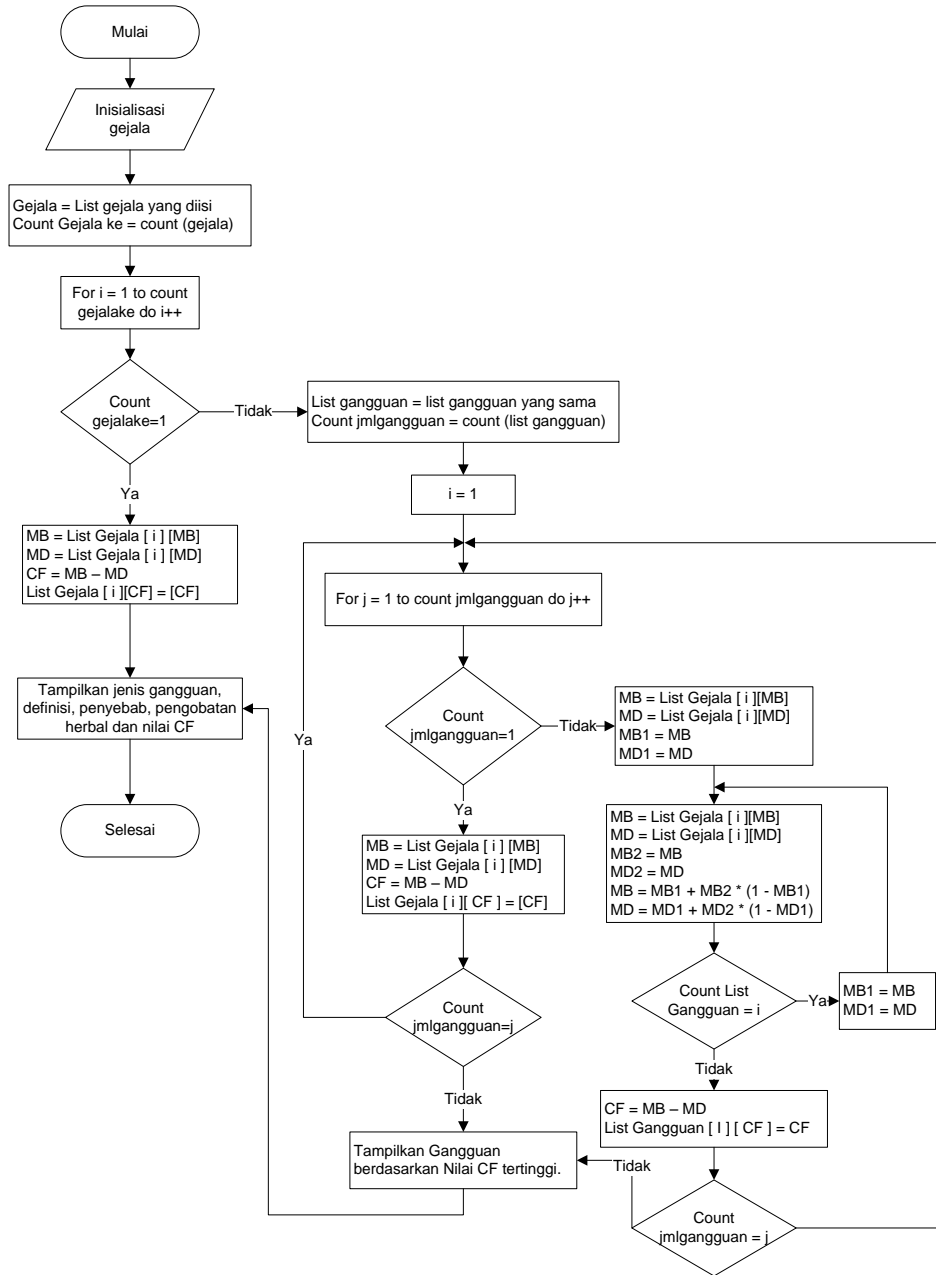 Mulai
Inisialisasi
gejala
Gejala = List gejala yang diisi
Count Gejala ke = count (gejala)
For i = 1 to count
gejalake do i++
Count
gejalake=1
Tidak
List gangguan = list gangguan yang sama
Count jmlgangguan = count (list gangguan)
Ya
i = 1
MB = List Gejala [ i ] [MB]
MD = List Gejala [ i ] [MD]
CF = MB – MD
List Gejala [ i ][CF] = [CF]
For j = 1 to count jmlgangguan do j++
Tampilkan jenis gangguan,
definisi, penyebab, pengobatan
herbal dan nilai CF
Selesai
Ya
Count
jmlgangguan=1
Tidak
MB = List Gejala [ i ][MB]
MD = List Gejala [ i ][MD]
MB1 = MB
MD1 = MD
Ya
MB = List Gejala [ i ] [MB]
MD = List Gejala [ i ] [MD]
CF = MB – MD
List Gejala [ i ][ CF ] = [CF]
MB = List Gejala [ i ][MB]
MD = List Gejala [ i ][MD]
MB2 = MB
MD2 = MD
MB = MB1 + MB2 * (1 - MB1)
MD = MD1 + MD2 * (1 - MD1)
Count
jmlgangguan=j
Count List
Gangguan = i
Ya
MB1 = MB
MD1 = MD
Tidak
Tidak
CF = MB – MD
List Gangguan [ I ] [ CF ] = CF
Tampilkan Gangguan
berdasarkan Nilai CF tertinggi.
Tidak
Count
jmlgangguan = j